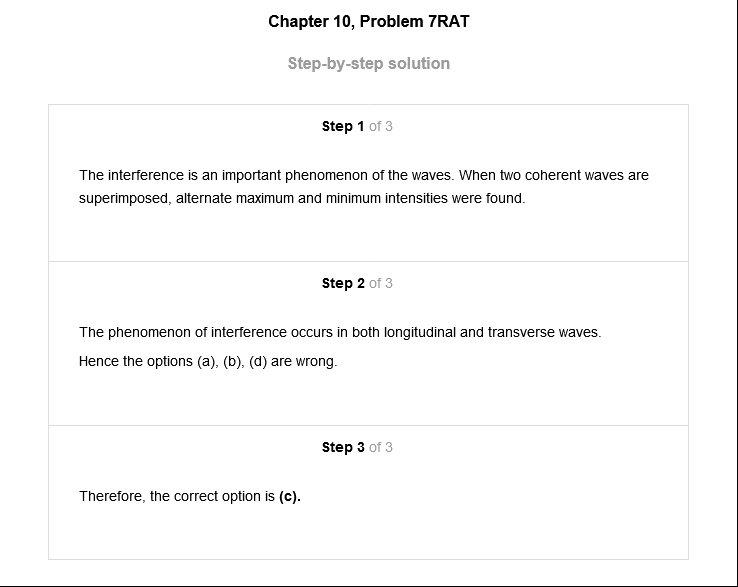 Chapter 10, Problem 7RAT
Step-by-step solution
Step 1 of 3
The interference is an important phenomenon of the waves. When two coherent waves are
superimposed, alternate maximum and minimum intensities were found.
Step 2 of 3
The phenomenon of interference occurs in both longitudinal and transverse waves.
Hence the options (a), (b), (d) are wrong.
Step 3 of 3
Therefore, the correct option is (c).